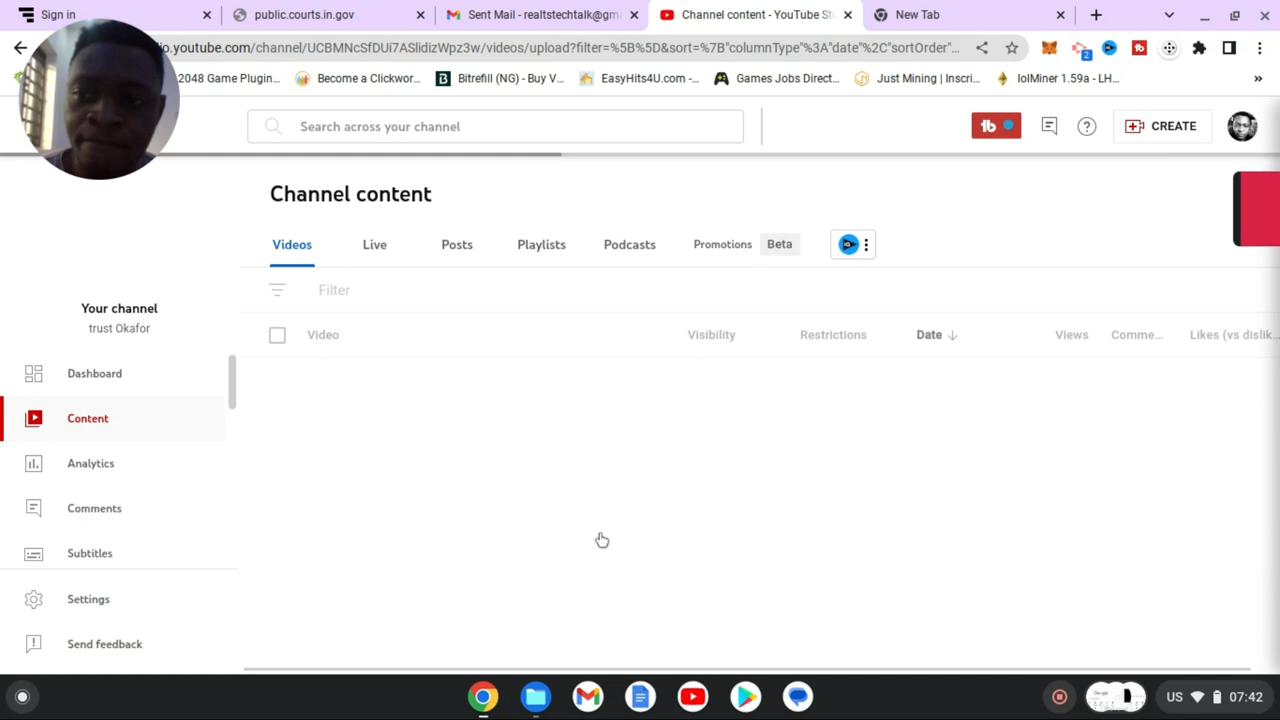 Sign in
public.courts.in.gov
Sent Mail - realtstechtalk@gm
Channel content - YouTube St
New Tab
io.youtube.com/channel/UCBMNcSfDUi7ASlidizWpz3w/videos/upload?filter=%5B%5D&sort=%7B"columnType"%3A"date"%2C"sortOrder"...
2
2048 Game Plugin...
Become a Clickwor...
Bitrefill (NG) - Buy V...
EasyHits4U.com -...
Games Jobs Direct...
Just Mining | Inscri...
lolMiner 1.59a - LH...
»
Search across your channel
CREATE
Channel content
Videos
Live
Posts
Playlists
Podcasts
Promotions
Beta
Your channel
trust Okafor
Filter
Video
Visibility
Restrictions
Date
Views
Comme...
Likes (vs dislik...
Dashboard
Content
Analytics
Comments
Subtitles
Settings
Send feedback
US
07:42